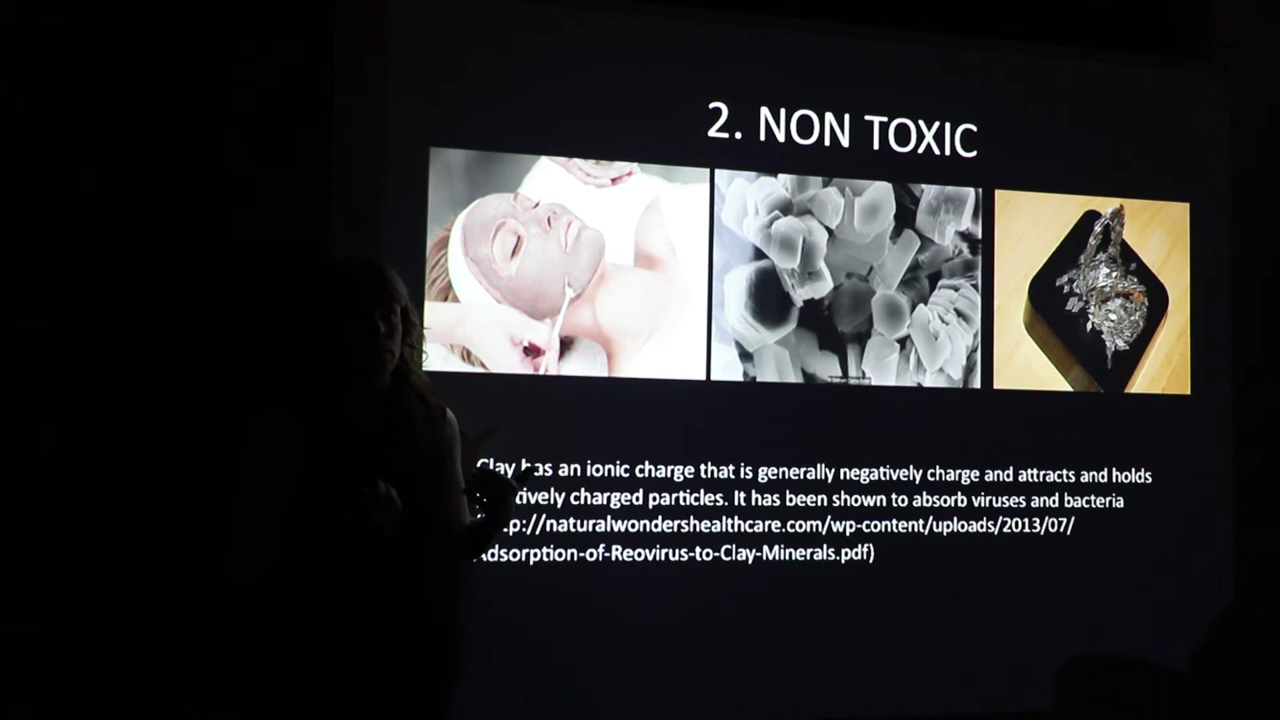 2. NON TOXIC
Clay has an ionic charge that is generally negatively charge and attracts and holds
charged particles. It has been shown to absorb viruses and bacteria
tp://naturalwondershealthcare.com/wp-content/uploads/2013/07/
Adsorption-of-Reovirus-to-Clay-Minerals.pdf)